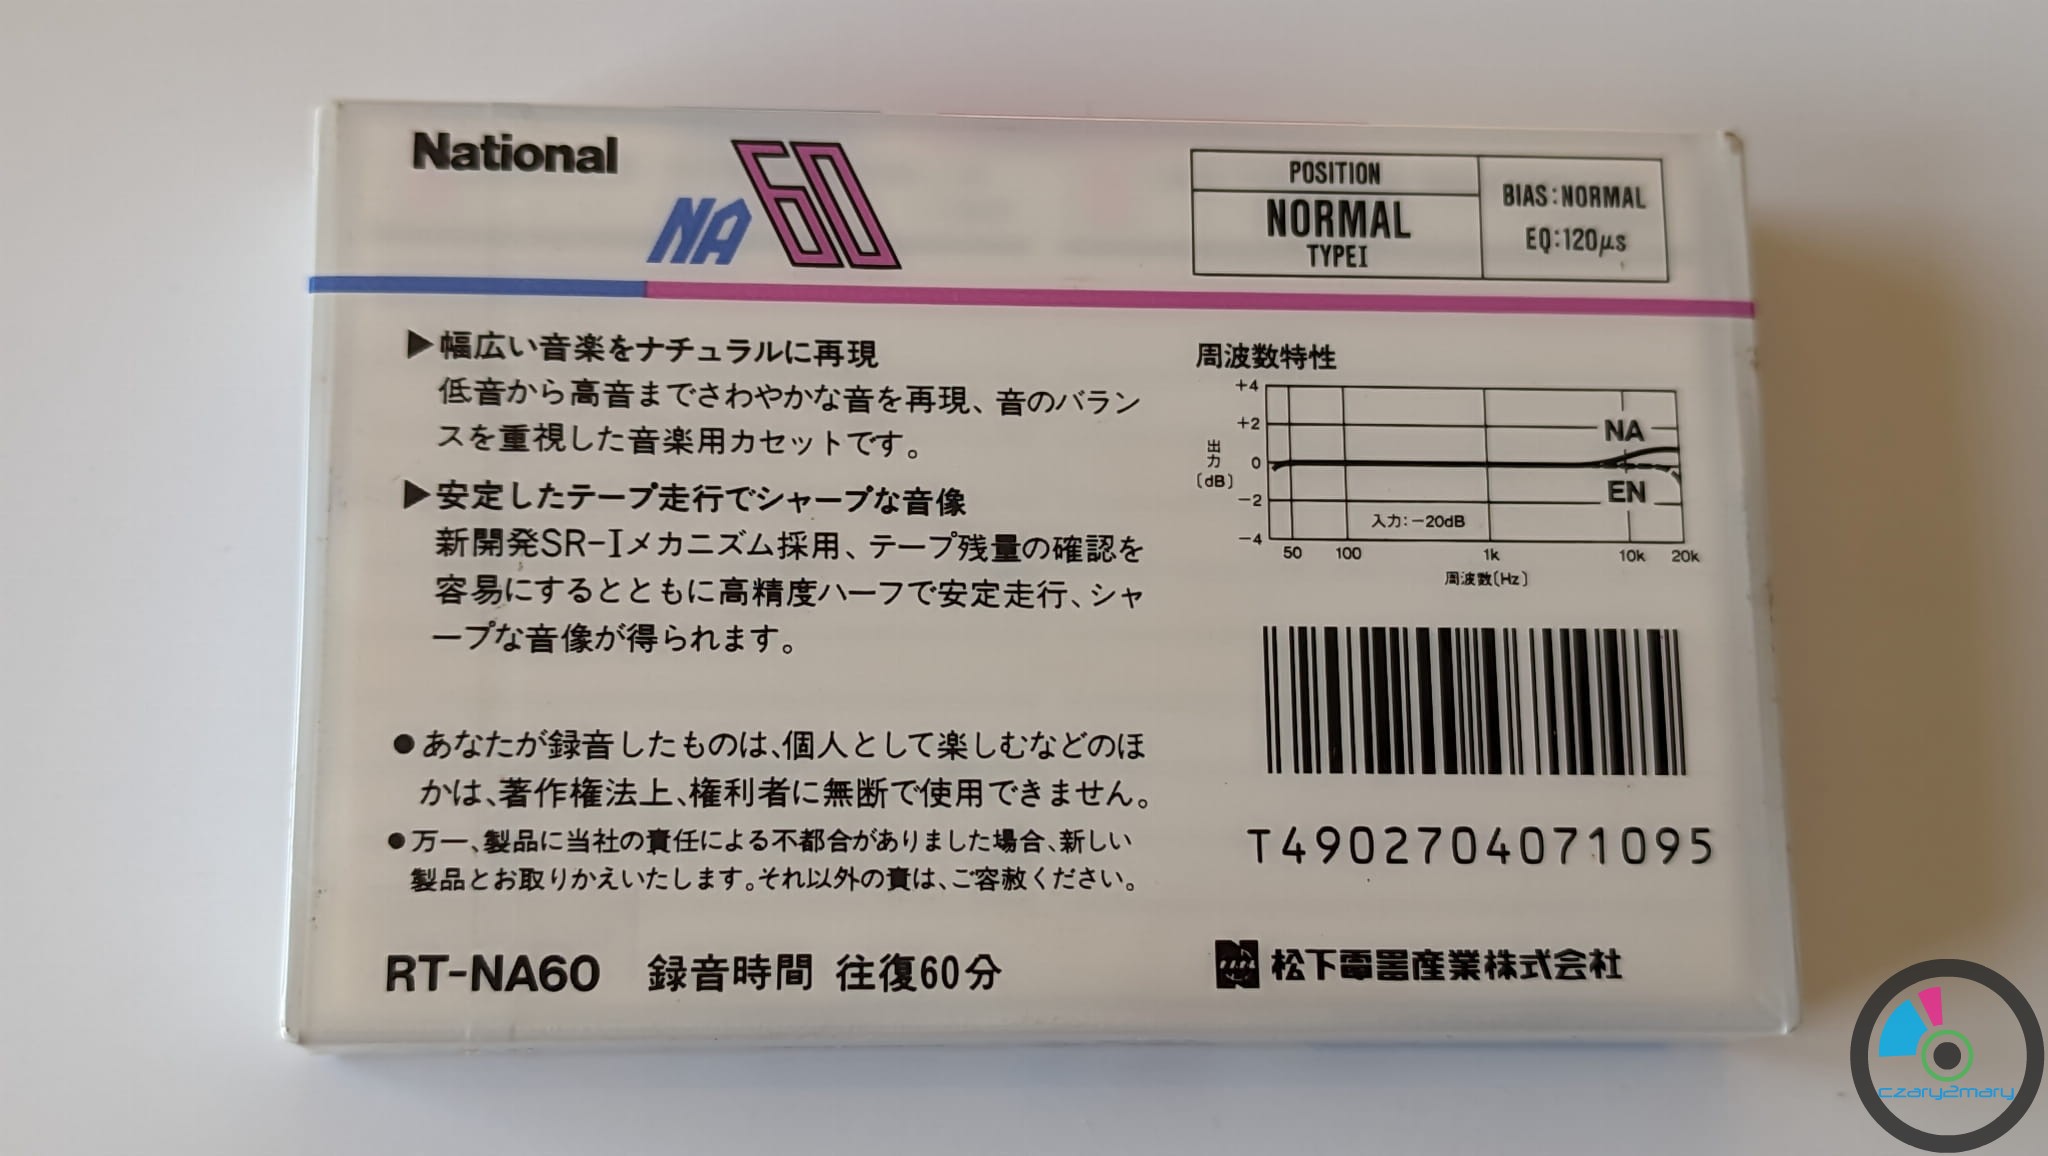 National
NA60
POSITION
NORMAL
TYPEI
BIAS:NORMAL
EQ:120μs
▶幅広い音楽をナチュラルに再現
低音から高音までさわやかな音を再現、音のバラン
スを重視した音楽用カセットです。
▶安定したテープ走行でシャープな音像
新開発SR-Iメカニズム採用、テープ残量の確認を
容易にするとともに高精度ハーフで安定走行、シャ
ープな音像が得られます。
●あなたが録音したものは、個人として楽しむなどのほ
かは、著作権法上、権利者に無断で使用できません。
●万一、製品に当社の責任による不都合がありました場合、新しい
製品とお取りかえいたします。それ以外の責は、ご容赦ください。
RT-NA60 録音時間 往復60分
周波数特性
+4
+2
0
-2
-4
出力
[dB]
NA
EN
入力:-20dB
50 100 1k 10k 20k
周波数[Hz]
T4902704071095
松下電器産業株式会社
czary2mary